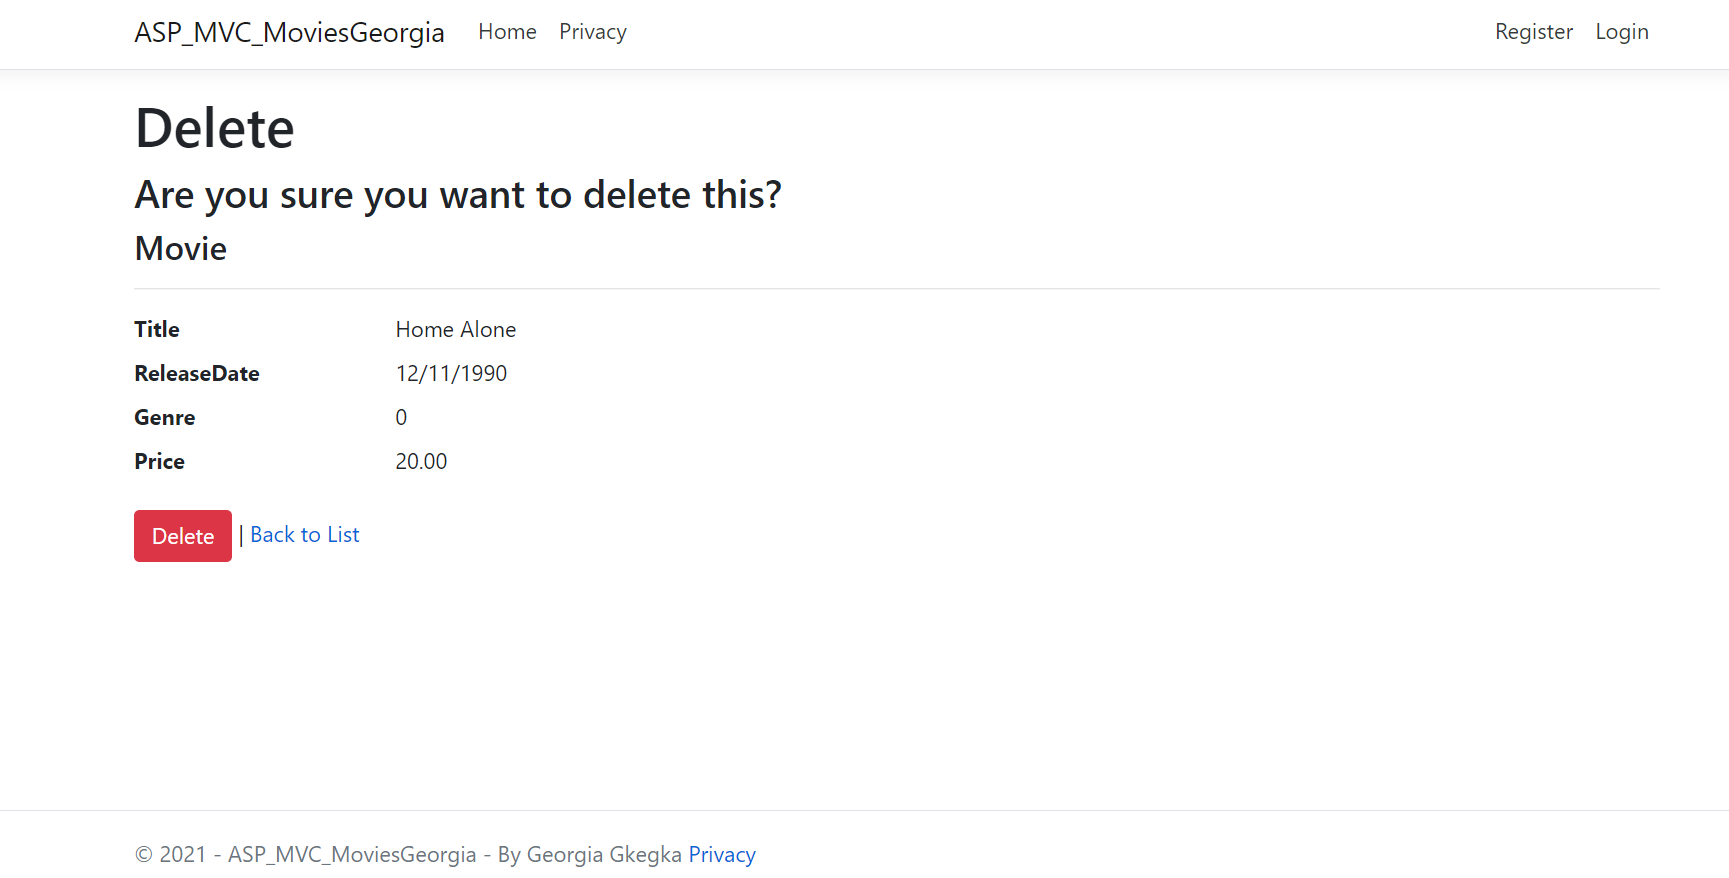 ASP_MVC_MoviesGeorgia Home Privacy Register Login
Delete
Are you sure you want to delete this?
Movie
Title Home Alone
ReleaseDate 12/11/1990
Genre 0
Price 20.00
Delete | Back to List
© 2021 - ASP_MVC_MoviesGeorgia - By Georgia Gkegka Privacy